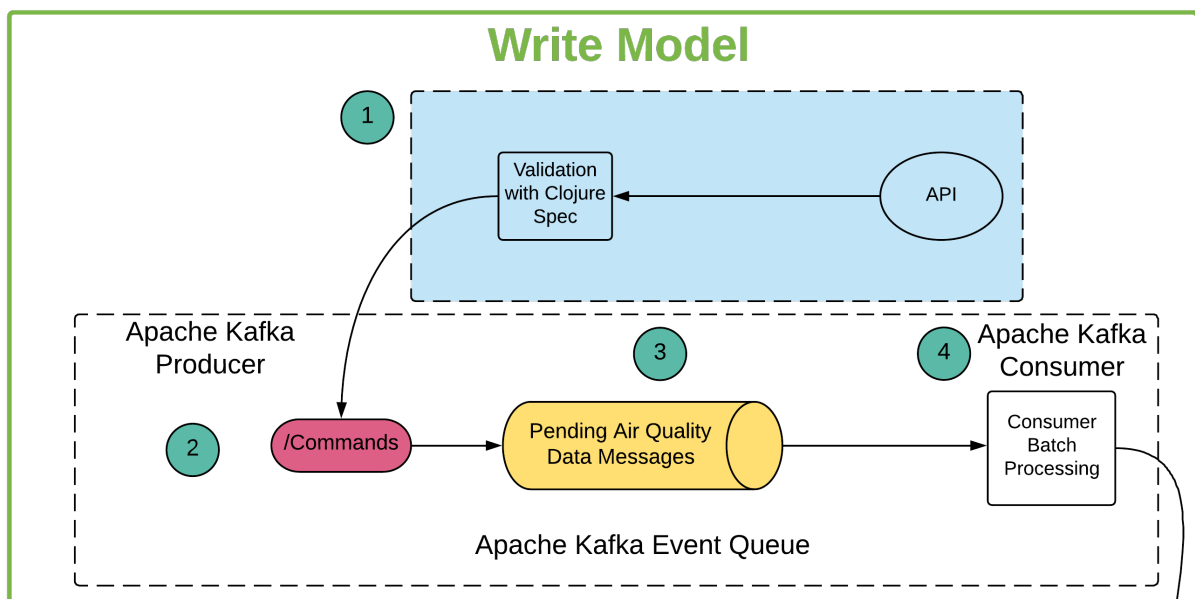 Write Model
1
Validation
with Clojure
Spec
API
Apache Kafka
Producer
3
4
Apache Kafka
Consumer
2
/Commands
Pending Air Quality
Data Messages
Consumer
Batch
Processing
Apache Kafka Event Queue